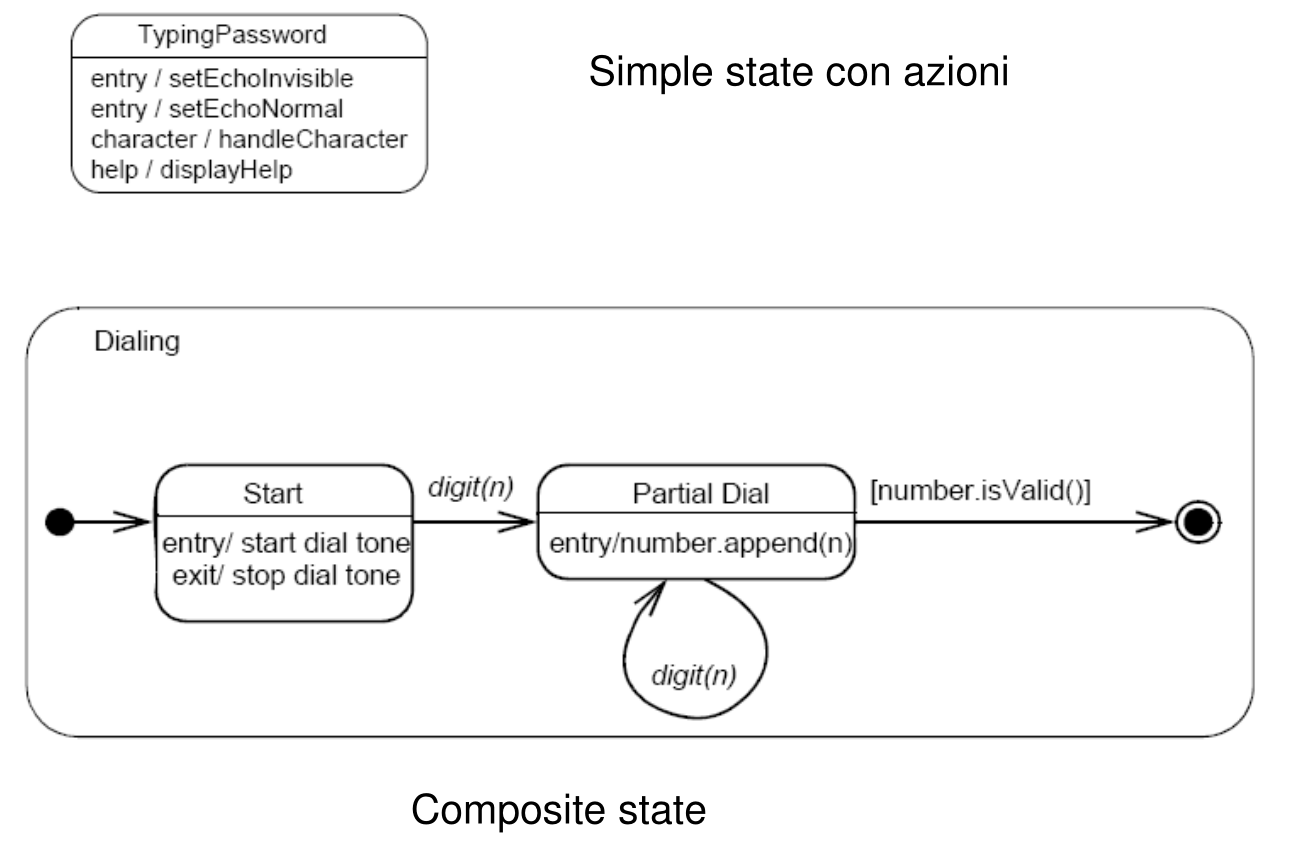 TypingPassword
entry / setEchoInvisible
entry / setEchoNormal
character / handleCharacter
help / displayHelp
Simple state con azioni
Dialing
Start
entry/ start dial tone
exit/ stop dial tone
digit(n)
Partial Dial
entry/number.append(n)
digit(n)
[number.isValid()]
Composite state